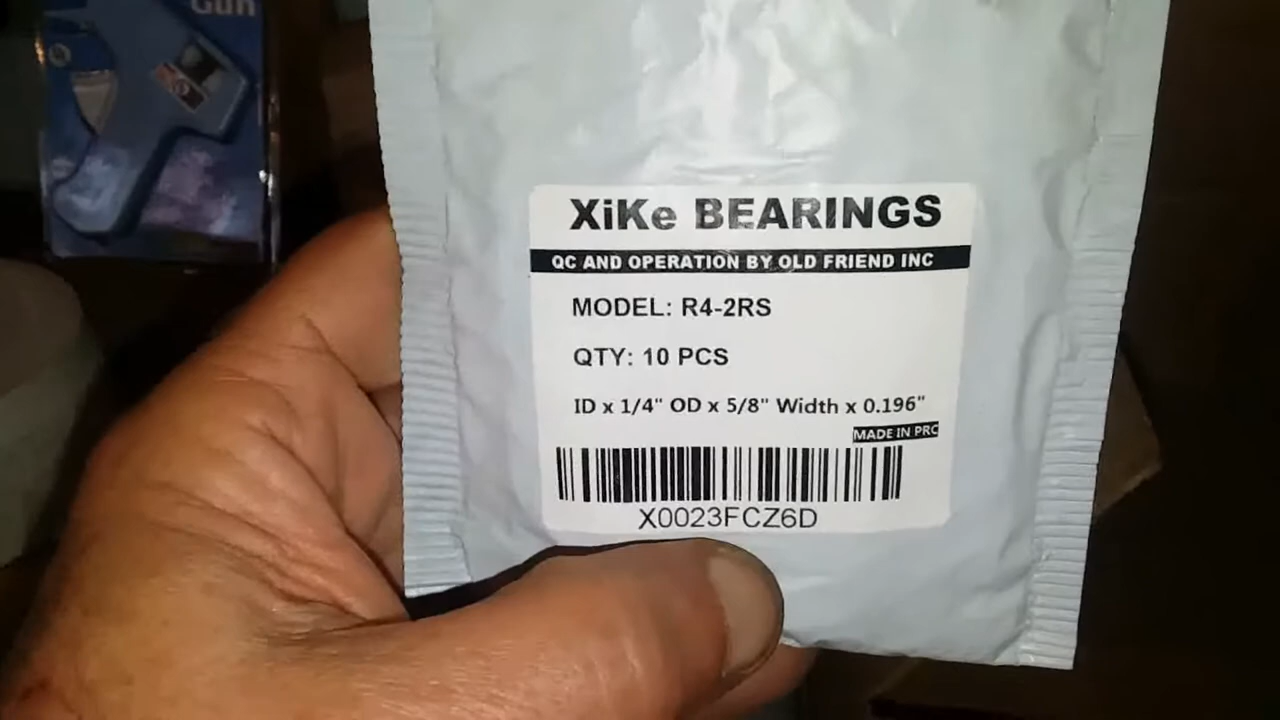 Gun
XiKe BEARINGS
QC AND OPERATION BY OLD FRIEND INC
MODEL: R4-2RS
QTY: 10 PCS
ID x 1/4" OD x 5/8" Width x 0.196"
MADE IN PRC
X0023FCZ6D